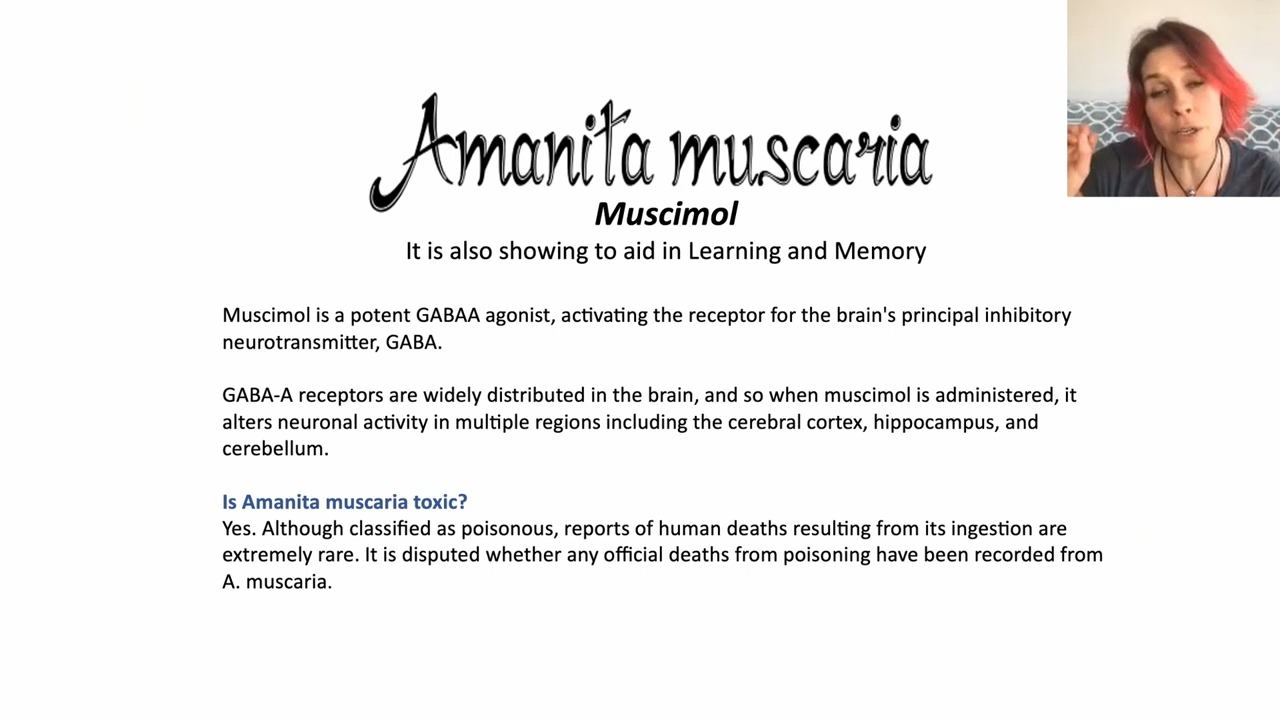 Amanita muscaria
Muscimol
It is also showing to aid in Learning and Memory
Muscimol is a potent GABAA agonist, activating the receptor for the brain's principal inhibitory
neurotransmitter, GABA.
GABA-A receptors are widely distributed in the brain, and so when muscimol is administered, it
alters neuronal activity in multiple regions including the cerebral cortex, hippocampus, and
cerebellum.
Is Amanita muscaria toxic?
Yes. Although classified as poisonous, reports of human deaths resulting from its ingestion are
extremely rare. It is disputed whether any official deaths from poisoning have been recorded from
A. muscaria.